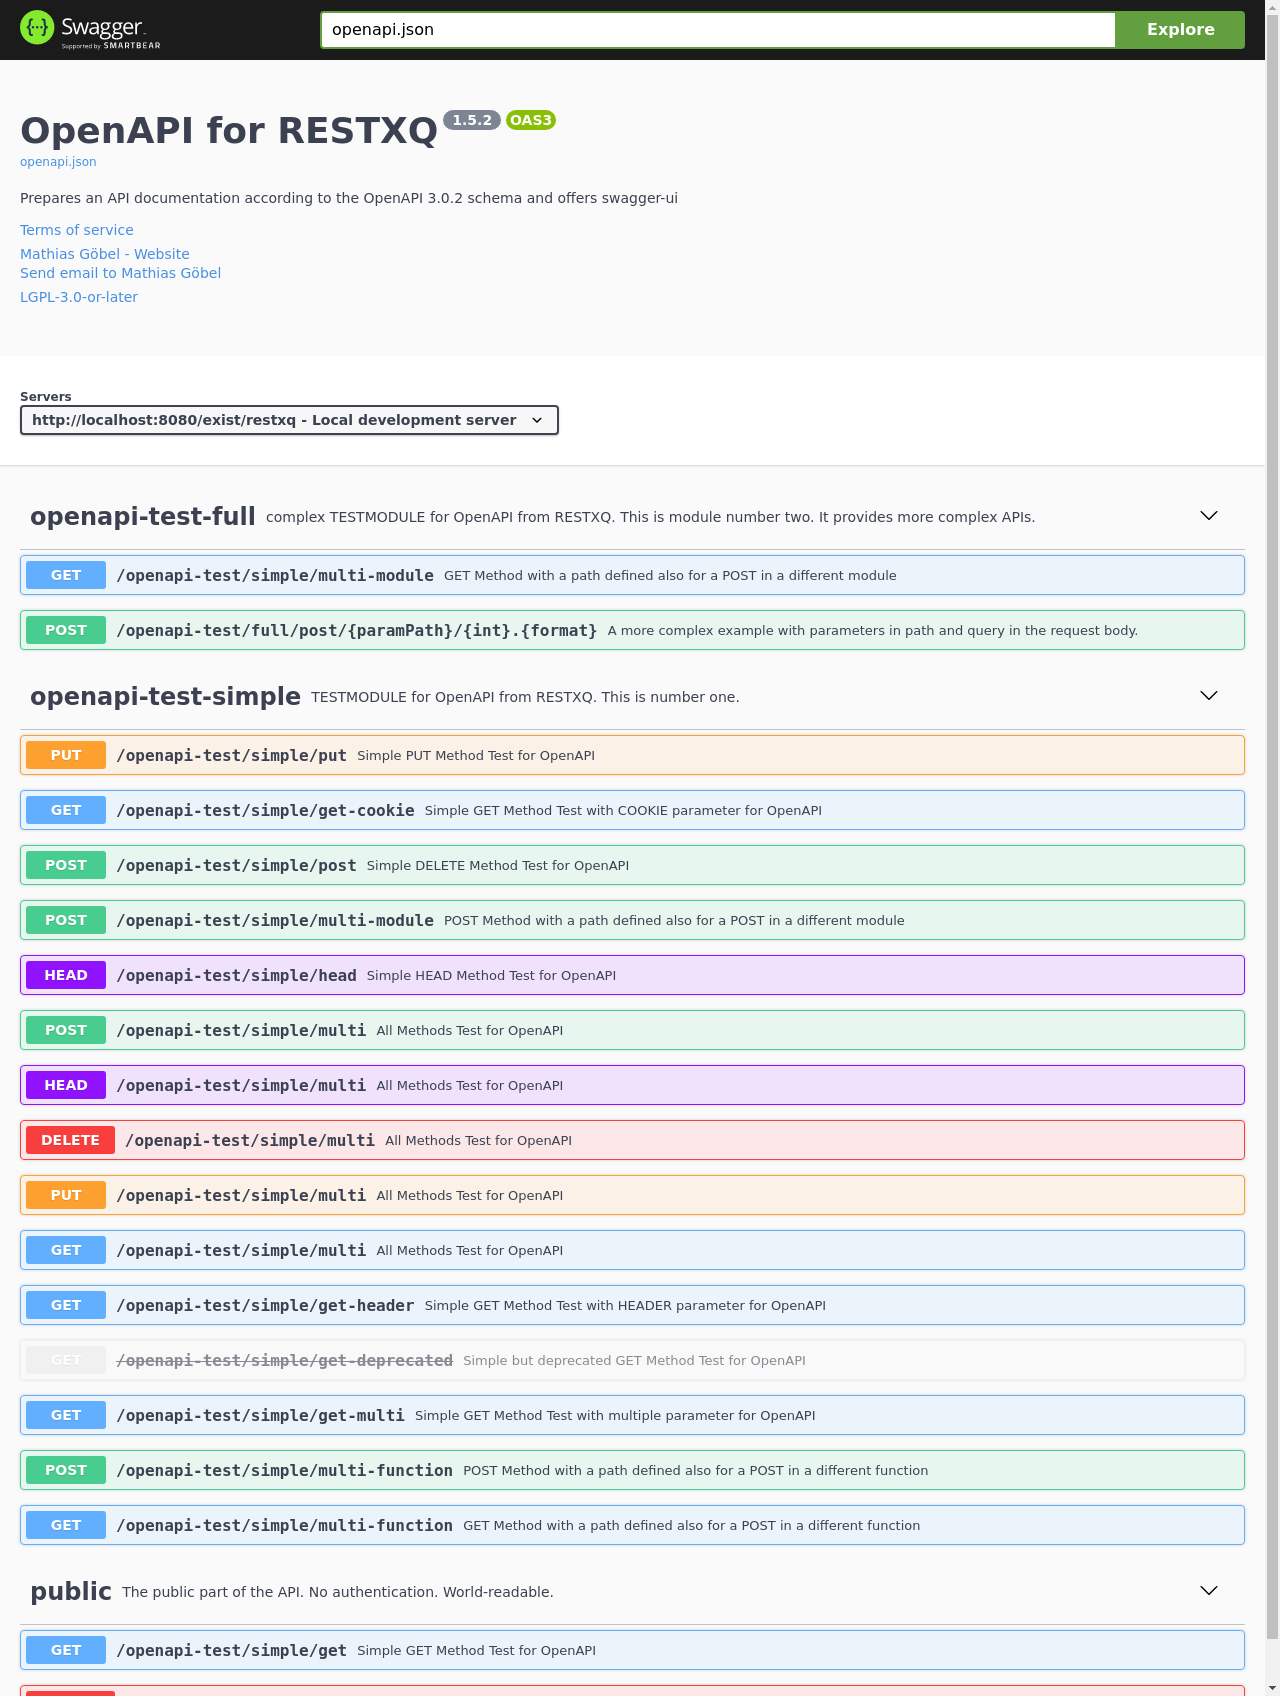 Swagger
Supported by SMARTBEAR
openapi.json
Explore
OpenAPI for RESTXQ 1.5.2 OAS3
openapi.json
Prepares an API documentation according to the OpenAPI 3.0.2 schema and offers swagger-ui
Terms of service
Mathias Göbel - Website
Send email to Mathias Göbel
LGPL-3.0-or-later
Servers
http://localhost:8080/exist/restxq - Local development server
openapi-test-full complex TESTMODULE for OpenAPI from RESTXQ. This is module number two. It provides more complex APIs.
GET /openapi-test/simple/multi-module GET Method with a path defined also for a POST in a different module
POST /openapi-test/full/post/{paramPath}/{int}.{format} A more complex example with parameters in path and query in the request body.
openapi-test-simple TESTMODULE for OpenAPI from RESTXQ. This is number one.
PUT /openapi-test/simple/put Simple PUT Method Test for OpenAPI
GET /openapi-test/simple/get-cookie Simple GET Method Test with COOKIE parameter for OpenAPI
POST /openapi-test/simple/post Simple DELETE Method Test for OpenAPI
POST /openapi-test/simple/multi-module POST Method with a path defined also for a POST in a different module
HEAD /openapi-test/simple/head Simple HEAD Method Test for OpenAPI
POST /openapi-test/simple/multi All Methods Test for OpenAPI
HEAD /openapi-test/simple/multi All Methods Test for OpenAPI
DELETE /openapi-test/simple/multi All Methods Test for OpenAPI
PUT /openapi-test/simple/multi All Methods Test for OpenAPI
GET /openapi-test/simple/multi All Methods Test for OpenAPI
GET /openapi-test/simple/get-header Simple GET Method Test with HEADER parameter for OpenAPI
GET /openapi-test/simple/get-deprecated Simple but deprecated GET Method Test for OpenAPI
GET /openapi-test/simple/get-multi Simple GET Method Test with multiple parameter for OpenAPI
POST /openapi-test/simple/multi-function POST Method with a path defined also for a POST in a different function
GET /openapi-test/simple/multi-function GET Method with a path defined also for a POST in a different function
public The public part of the API. No authentication. World-readable.
GET /openapi-test/simple/get Simple GET Method Test for OpenAPI